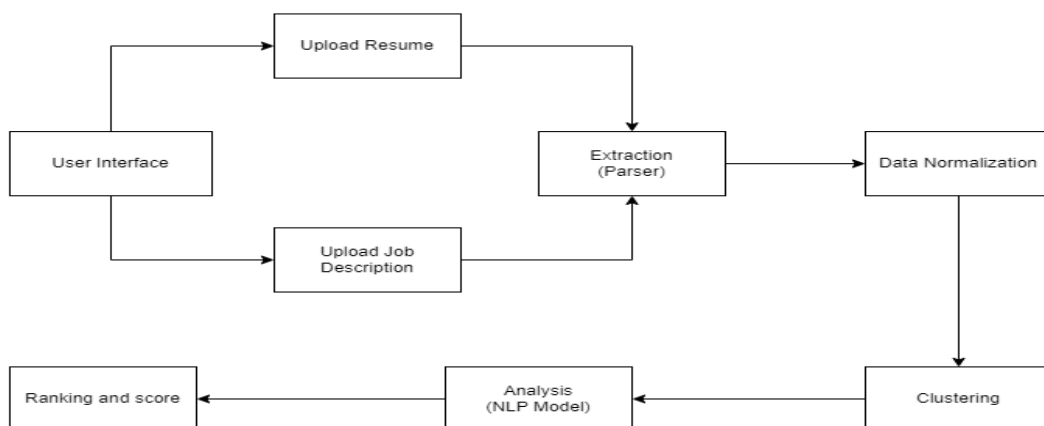 Upload Resume
User Interface
Extraction
(Parser)
Data Normalization
Upload Job
Description
Ranking and score
Analysis
(NLP Model)
Clustering